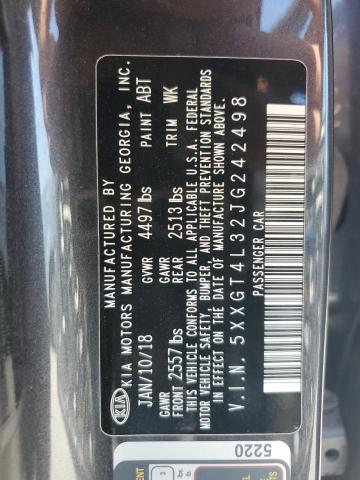 MANUFACTURED BY
KIA KIA MOTORS MANUFACTURING GEORGIA, INC.
JAN/10/18 GVWR 4497lbs PAINT ABT
GAWR FRONT 2557lbs GAWR REAR 2513lbs TRIM WK
THIS VEHICLE CONFORMS TO ALL APPLICABLE U.S.A. FEDERAL
MOTOR VEHICLE SAFETY, BUMPER, AND THEFT PREVENTION STANDARDS
IN EFFECT ON THE DATE OF MANUFACTURE SHOWN ABOVE.
V.I.N. 5XXGT4L32JG242498
PASSENGER CAR
5220